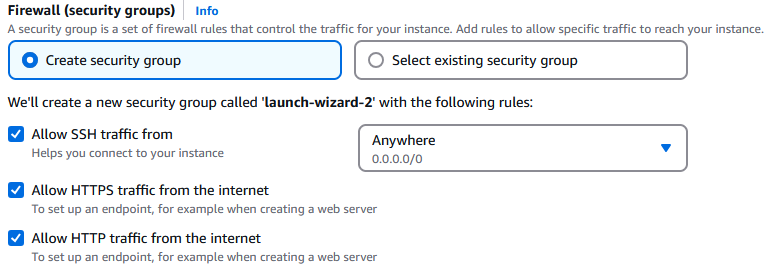 Firewall (security groups) Info
A security group is a set of firewall rules that control the traffic for your instance. Add rules to allow specific traffic to reach your instance.
Create security group
Select existing security group
We'll create a new security group called 'launch-wizard-2' with the following rules:
Allow SSH traffic from
Helps you connect to your instance
Anywhere
0.0.0.0/0
Allow HTTPS traffic from the internet
To set up an endpoint, for example when creating a web server
Allow HTTP traffic from the internet
To set up an endpoint, for example when creating a web server